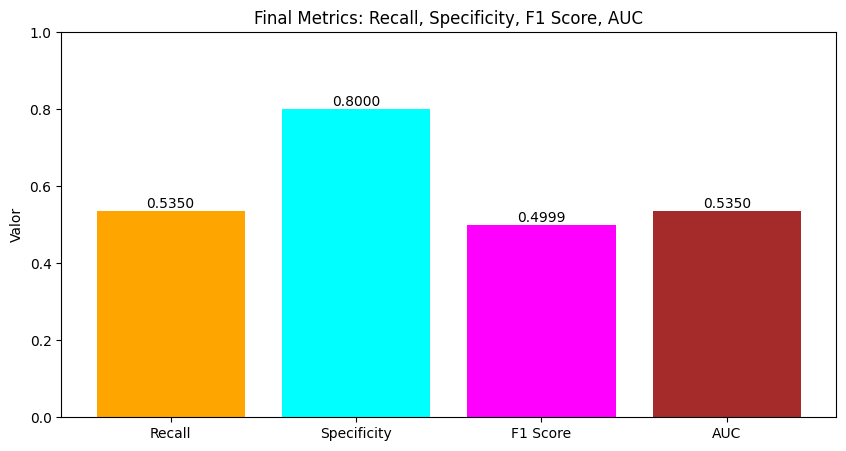 Final Metrics: Recall, Specificity, F1 Score, AUC
1.0
0.8
0.6
0.4
0.2
0.0
Valor
0.5350
0.8000
0.4999
0.5350
Recall
Specificity
F1 Score
AUC